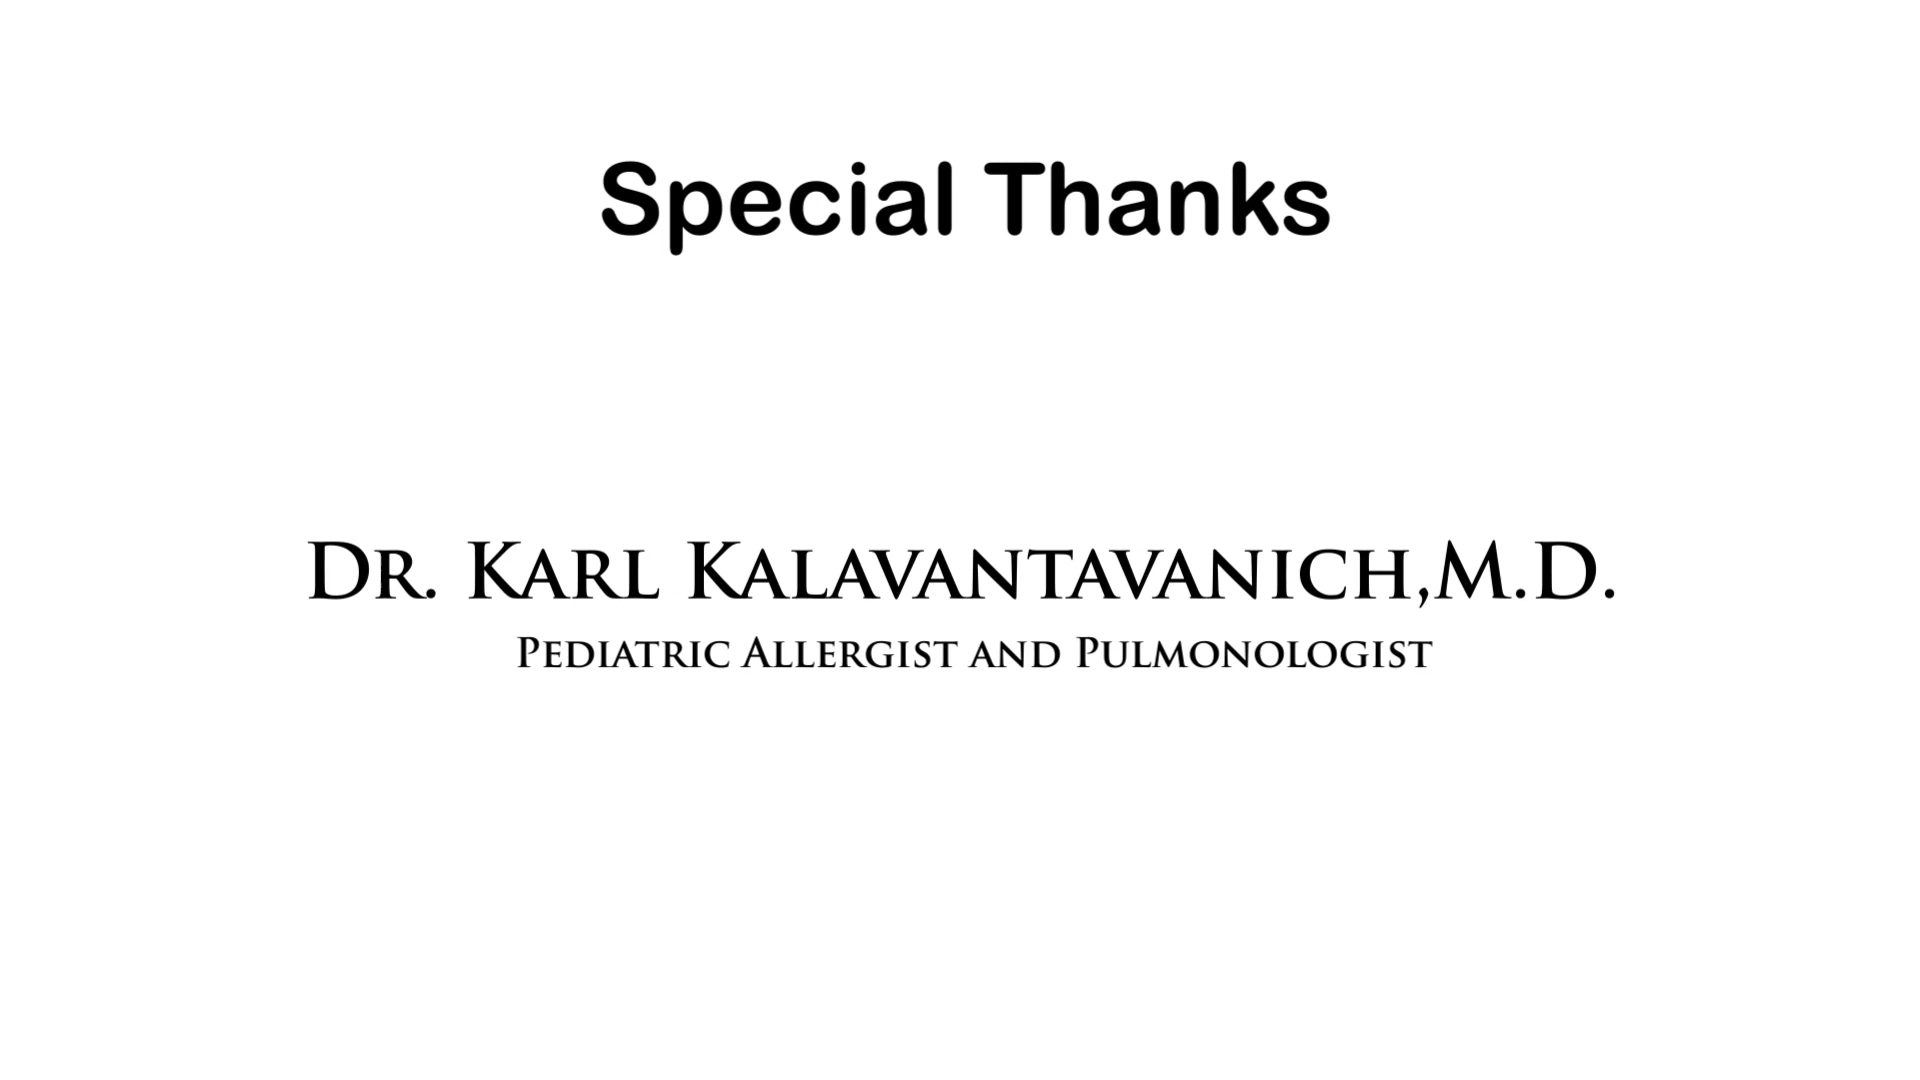 Special Thanks
Dr. Karl Kalavantavanich,M.D.
Pediatric Allergist and Pulmonologist